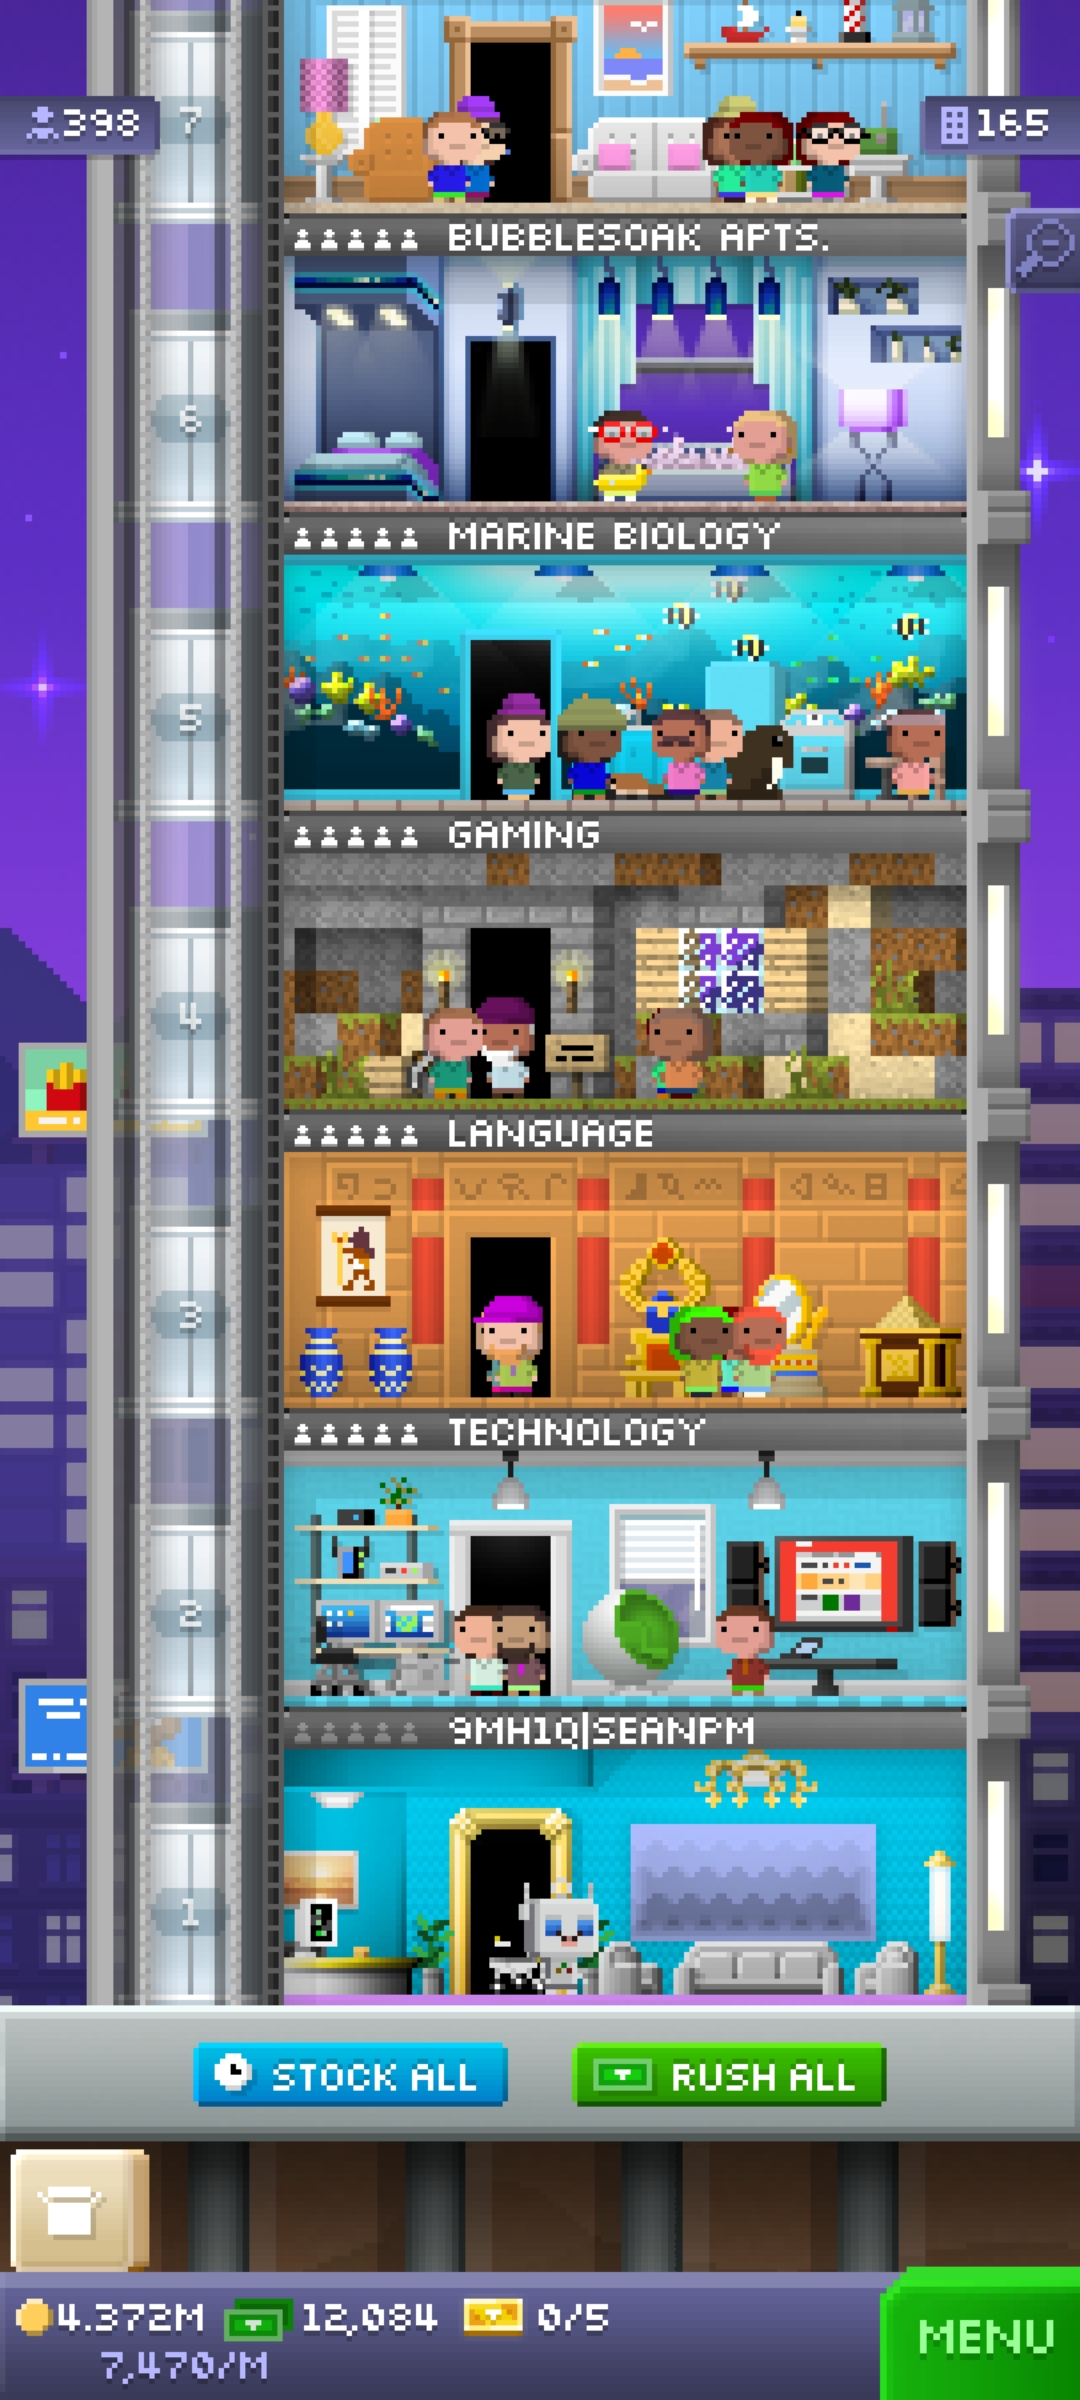 398
7
165
BUBBLESOAK APTS.
6
MARINE BIOLOGY
5
GAMING
4
LANGUAGE
3
TECHNOLOGY
2
9MH1Q|SEANPM
1
STOCK ALL
RUSH ALL
4.372M
12,084
0/5
7,470/M
MENU